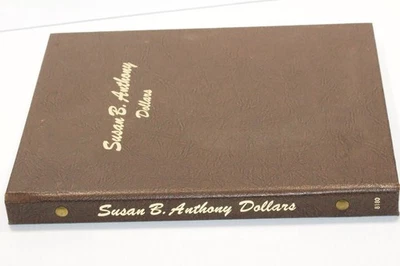 Susan B. Anthony
Dollars
Susan B. Anthony Dollars
8180